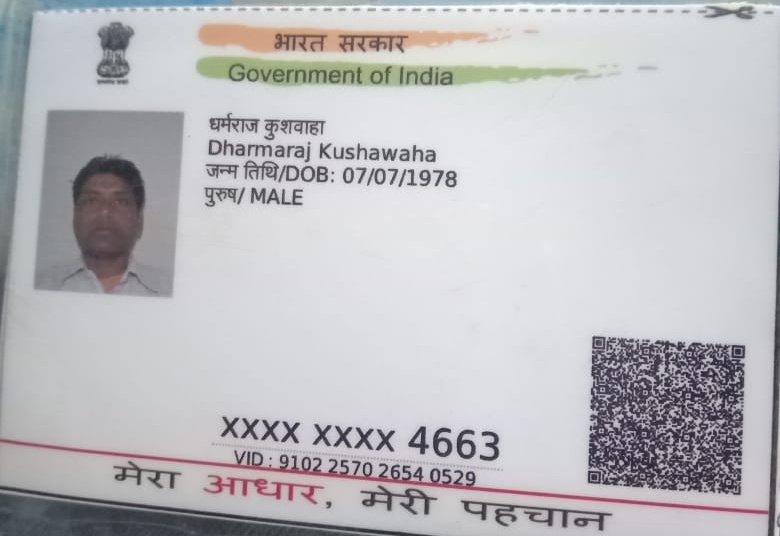 भारत सरकार
Government of India
धर्मराज कुशवाहा
Dharmaraj Kushawaha
जन्म तिथि/DOB: 07/07/1978
पुरुष/ MALE
XXXX XXXX 4663
VID : 9102 2570 2654 0529
मेरा आधार, मेरी पहचान